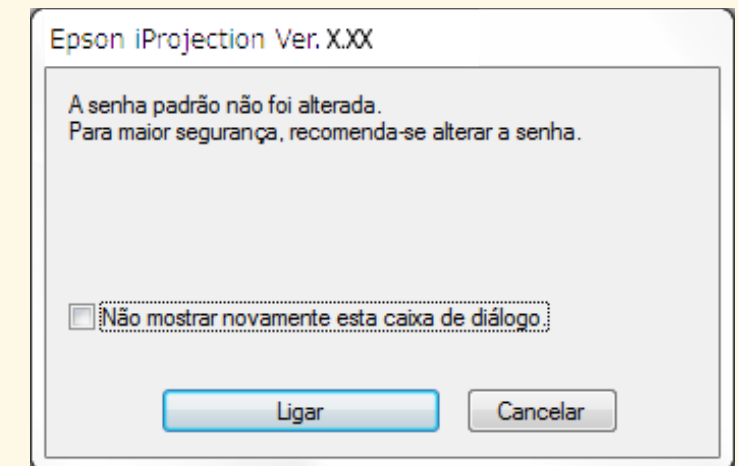 Epson iProjection Ver. X.XX
A senha padrão não foi alterada.
Para maior segurança, recomenda-se alterar a senha.
Não mostrar novamente esta caixa de diálogo.
Ligar
Cancelar